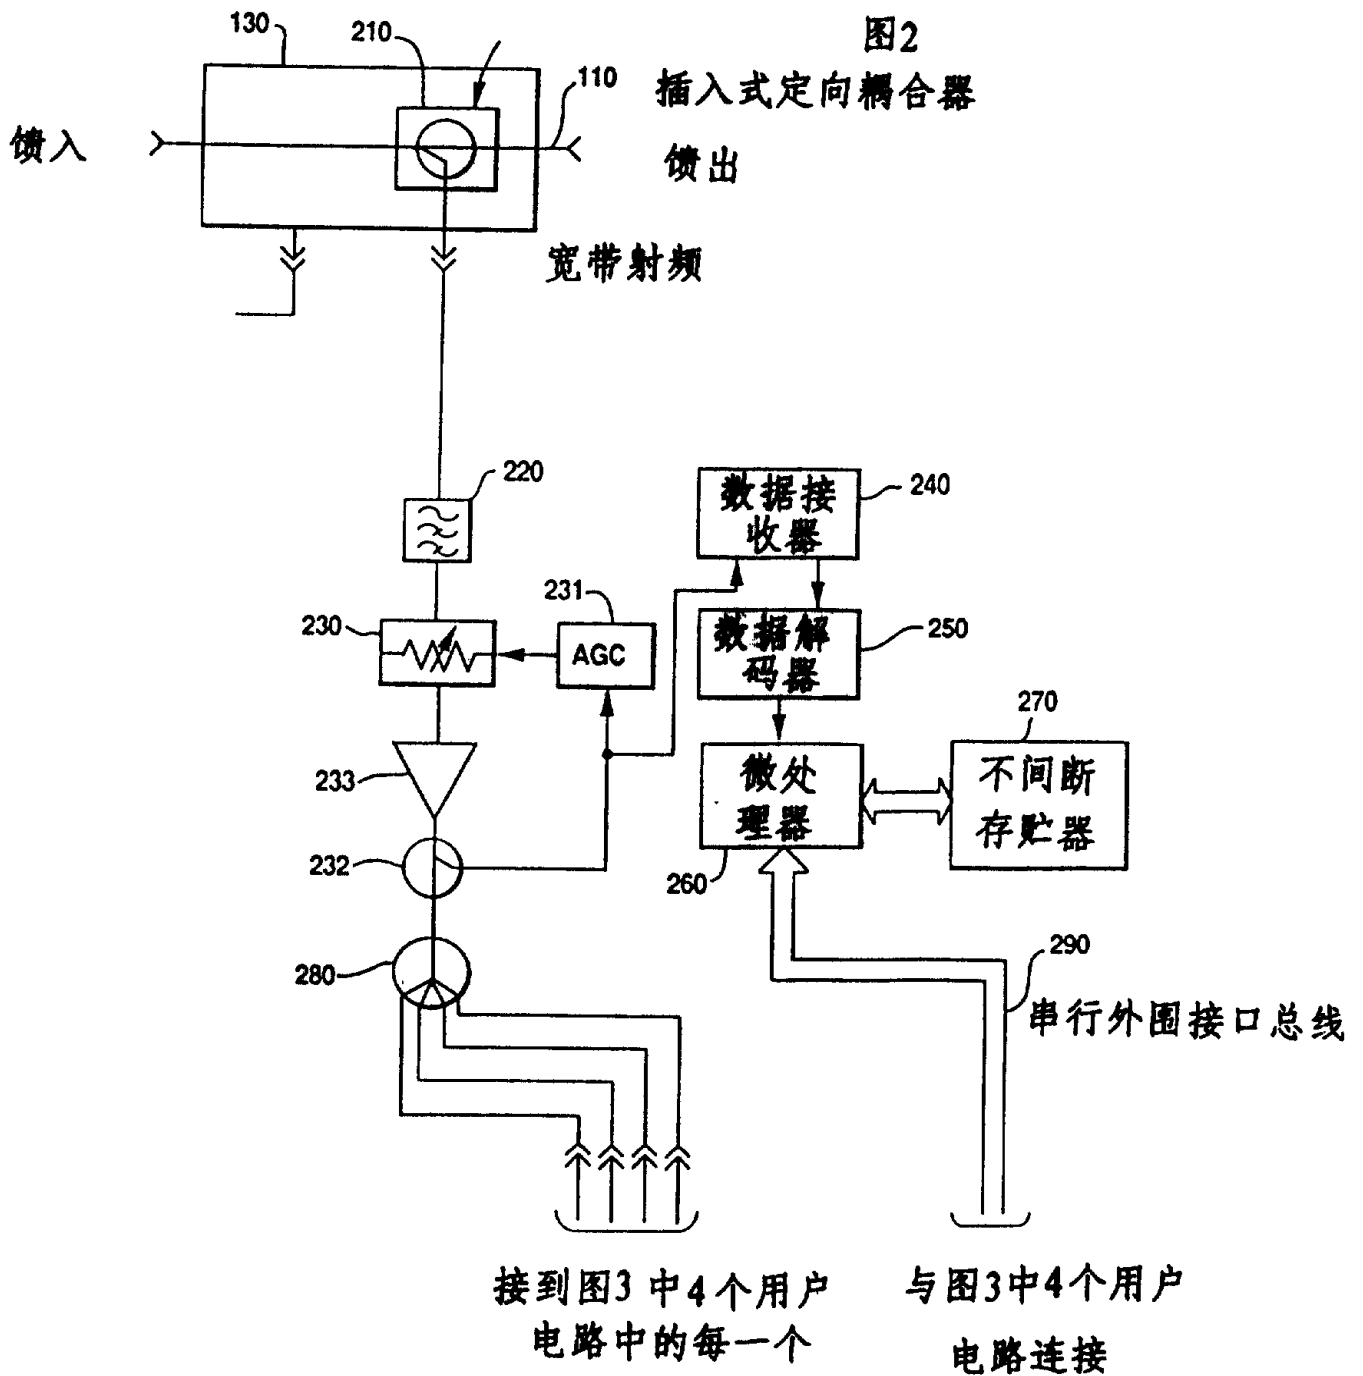 130
210
图2
110
插入式定向耦合器
馈入
馈出
宽带射频
220
数据接
收器
240
231
230
AGC
数据解
码器
250
270
233
微处
理器
不间断
存贮器
232
260
280
290
串行外围接口总线
接到图3中4个用户
电路中的每一个
与图3中4个用户
电路连接